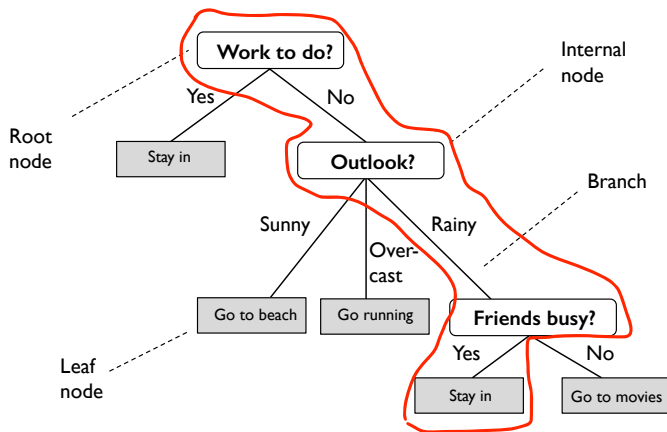 Work to do?
Internal
node
Yes
No
Root
node
Stay in
Outlook?
Branch
Sunny
Rainy
Over-
cast
Go to beach
Go running
Friends busy?
Leaf
node
Yes
No
Stay in
Go to movies